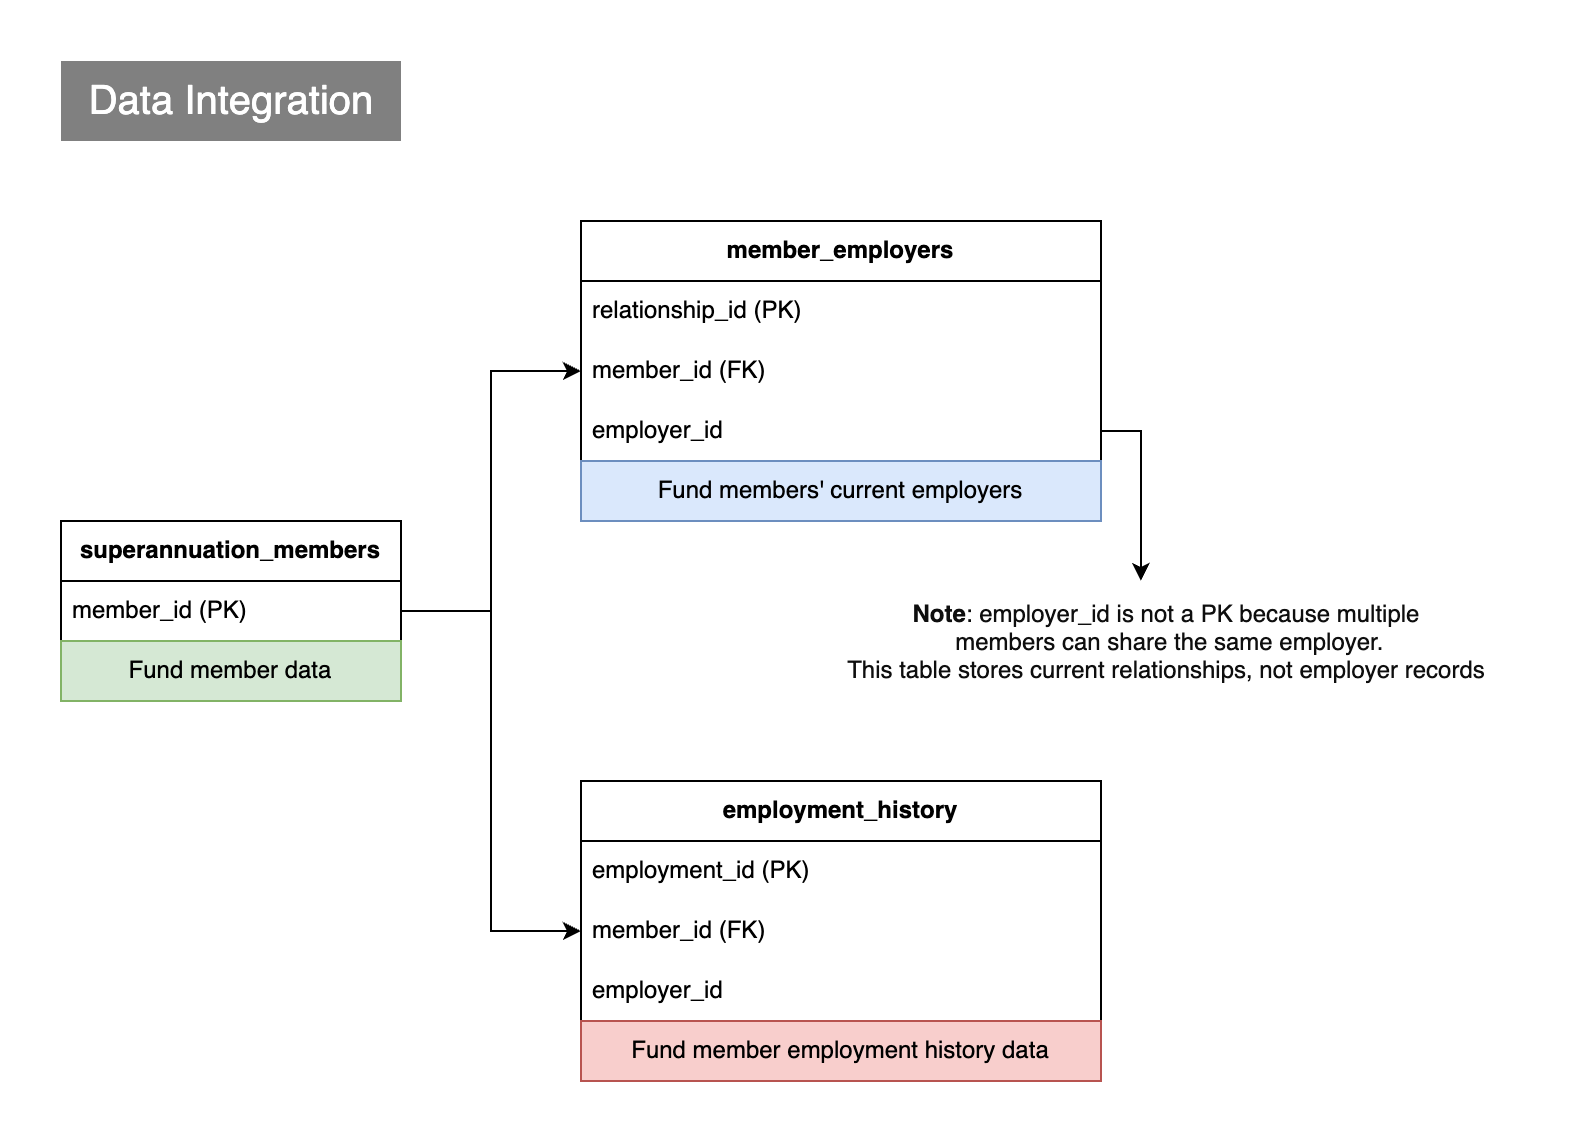 Data Integration
member_employers
relationship_id (PK)
member_id (FK)
employer_id
Fund members' current employers
superannuation_members
member_id (PK)
Fund member data
Note: employer_id is not a PK because multiple
members can share the same employer.
This table stores current relationships, not employer records
employment_history
employment_id (PK)
member_id (FK)
employer_id
Fund member employment history data